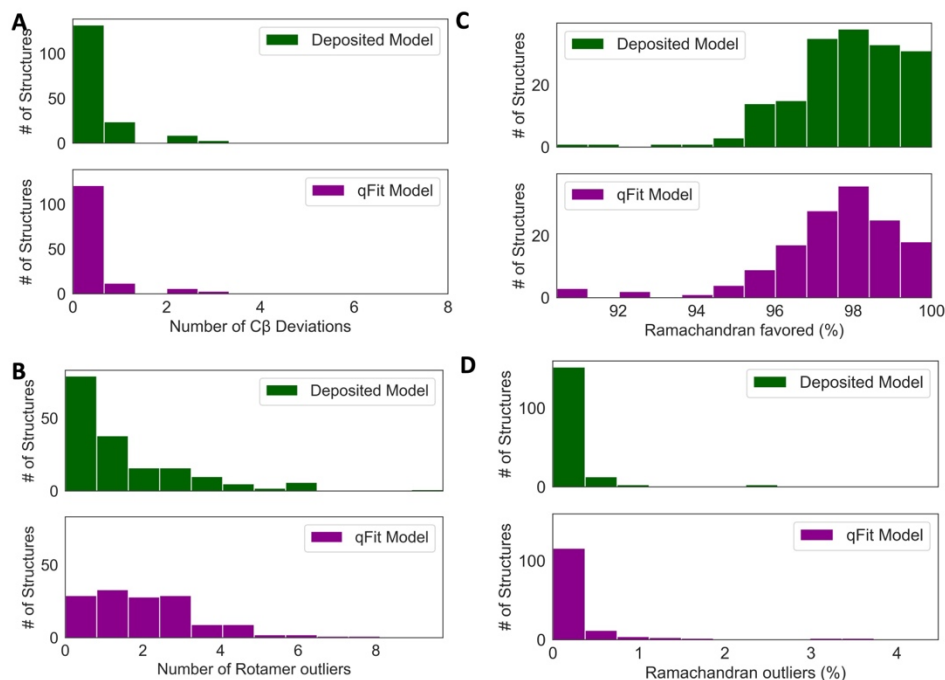 A
# of Structures
100
50
0
Deposited Model
# of Structures
100
0
qFit Model
0 2 4 6 8
Number of Cβ Deviations
B
# of Structures
50
0
Deposited Model
# of Structures
50
0
qFit Model
0 2 4 6 8
Number of Rotamer outliers
C
# of Structures
20
0
Deposited Model
# of Structures
20
0
qFit Model
92 94 96 98 100
Ramachandran favored (%)
D
# of Structures
100
0
Deposited Model
# of Structures
100
0
qFit Model
0 1 2 3 4
Ramachandran outliers (%)